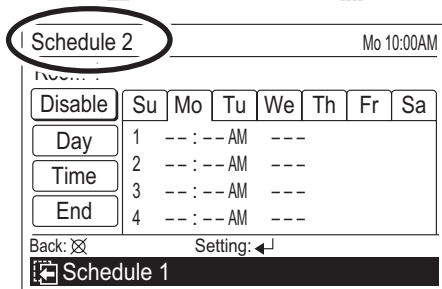 Schedule 2 Mo 10:00AM
Disable Su Mo Tu We Th Fr Sa
Day 1 --:--AM ---
Time 2 --:--AM ---
3 --:--AM ---
End 4 --:--AM ---
Back: Setting:
Schedule 1